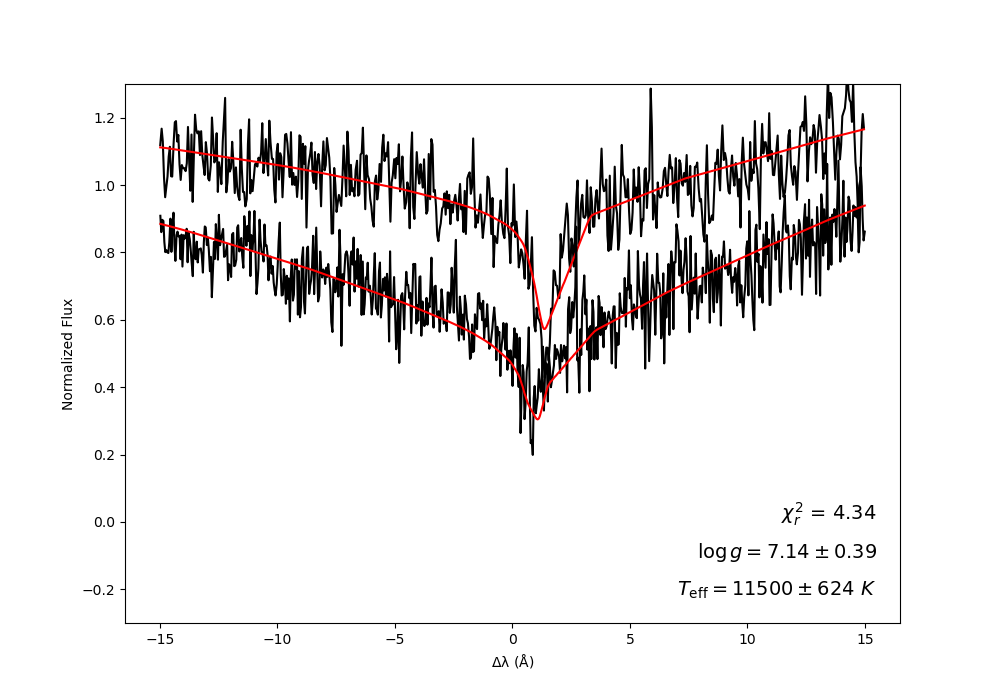 1.2
1.0
0.8
0.6
0.4
0.2
0.0
−0.2
Normalized Flux
χ²ᵣ = 4.34
log g = 7.14 ± 0.39
T_eff = 11500 ± 624 K
−15 −10 −5 0 5 10 15
Δλ (Å)